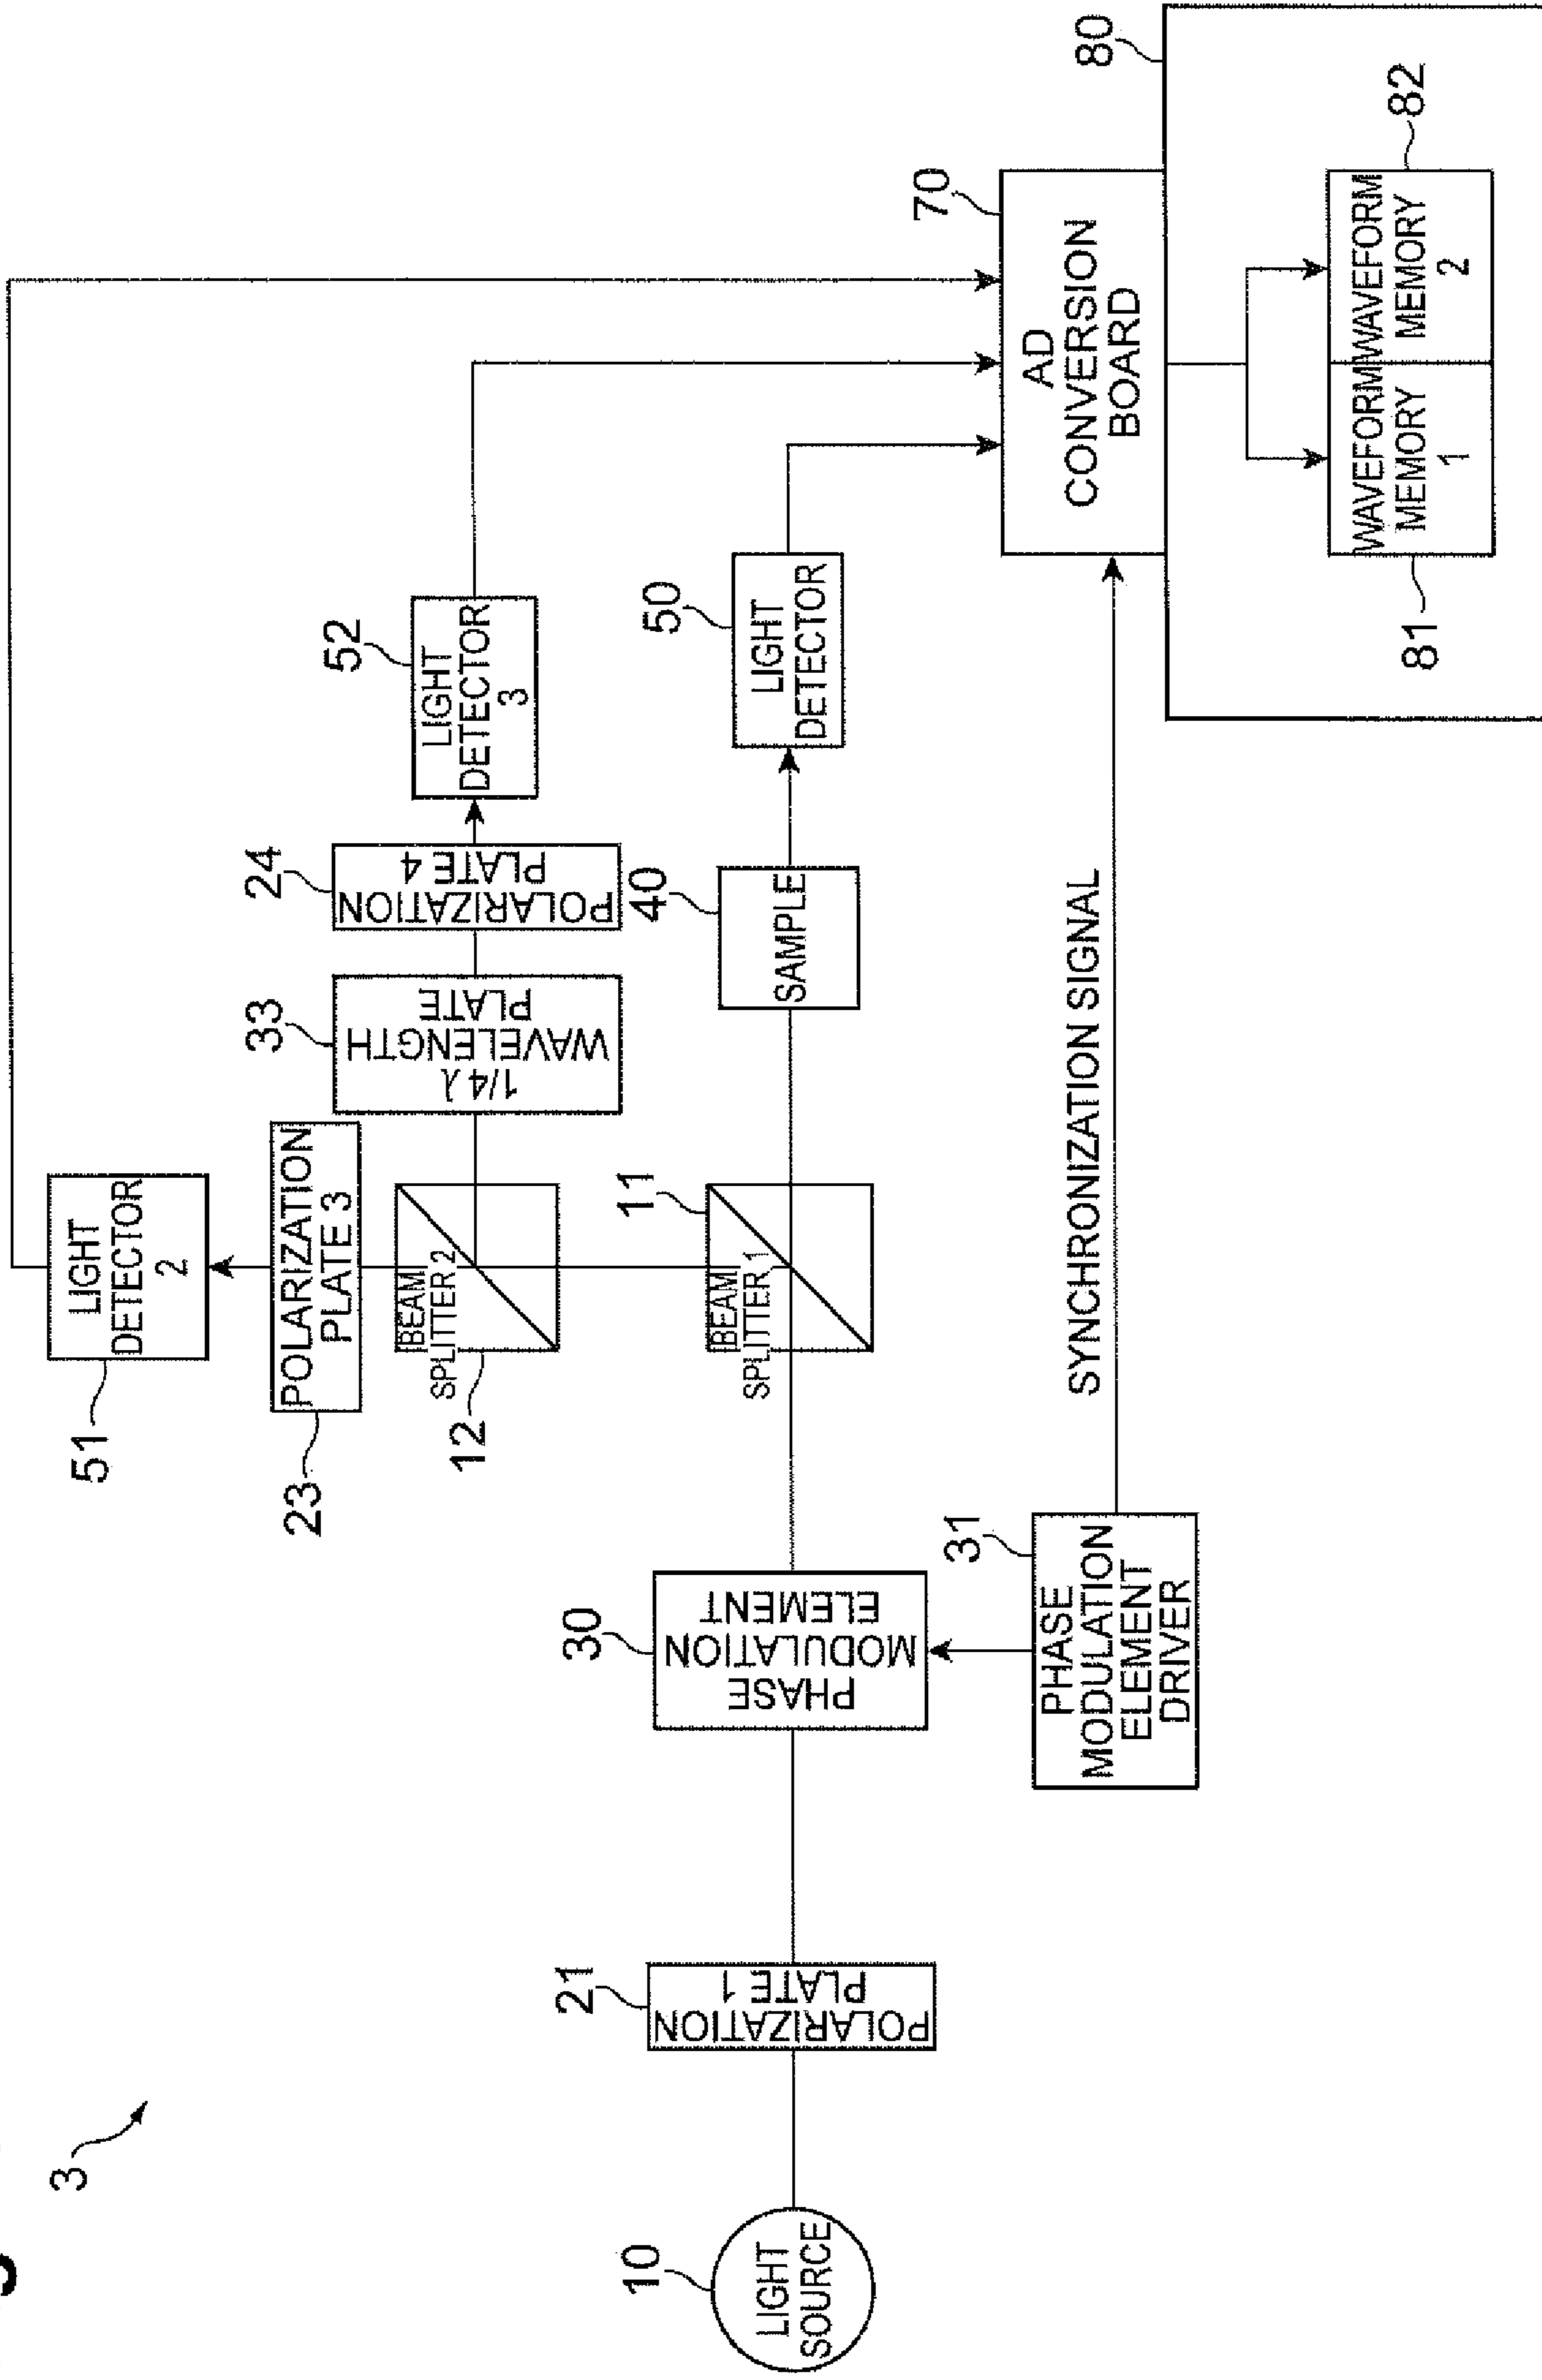 3
10
LIGHT
SOURCE
21
POLARIZATION
PLATE 1
30
PHASE
MODULATION
ELEMENT
31
PHASE
MODULATION
ELEMENT
DRIVER
SYNCHRONIZATION SIGNAL
11
BEAM
SPLITTER 1
12
BEAM
SPLITTER 2
23
POLARIZATION
PLATE 3
51
LIGHT
DETECTOR
2
33
1/4 λ
WAVELENGTH
PLATE
24
POLARIZATION
PLATE 4
52
LIGHT
DETECTOR
3
40
SAMPLE
50
LIGHT
DETECTOR
70
AD
CONVERSION
BOARD
80
81
WAVEFORM
MEMORY
1
82
WAVEFORM
MEMORY
2